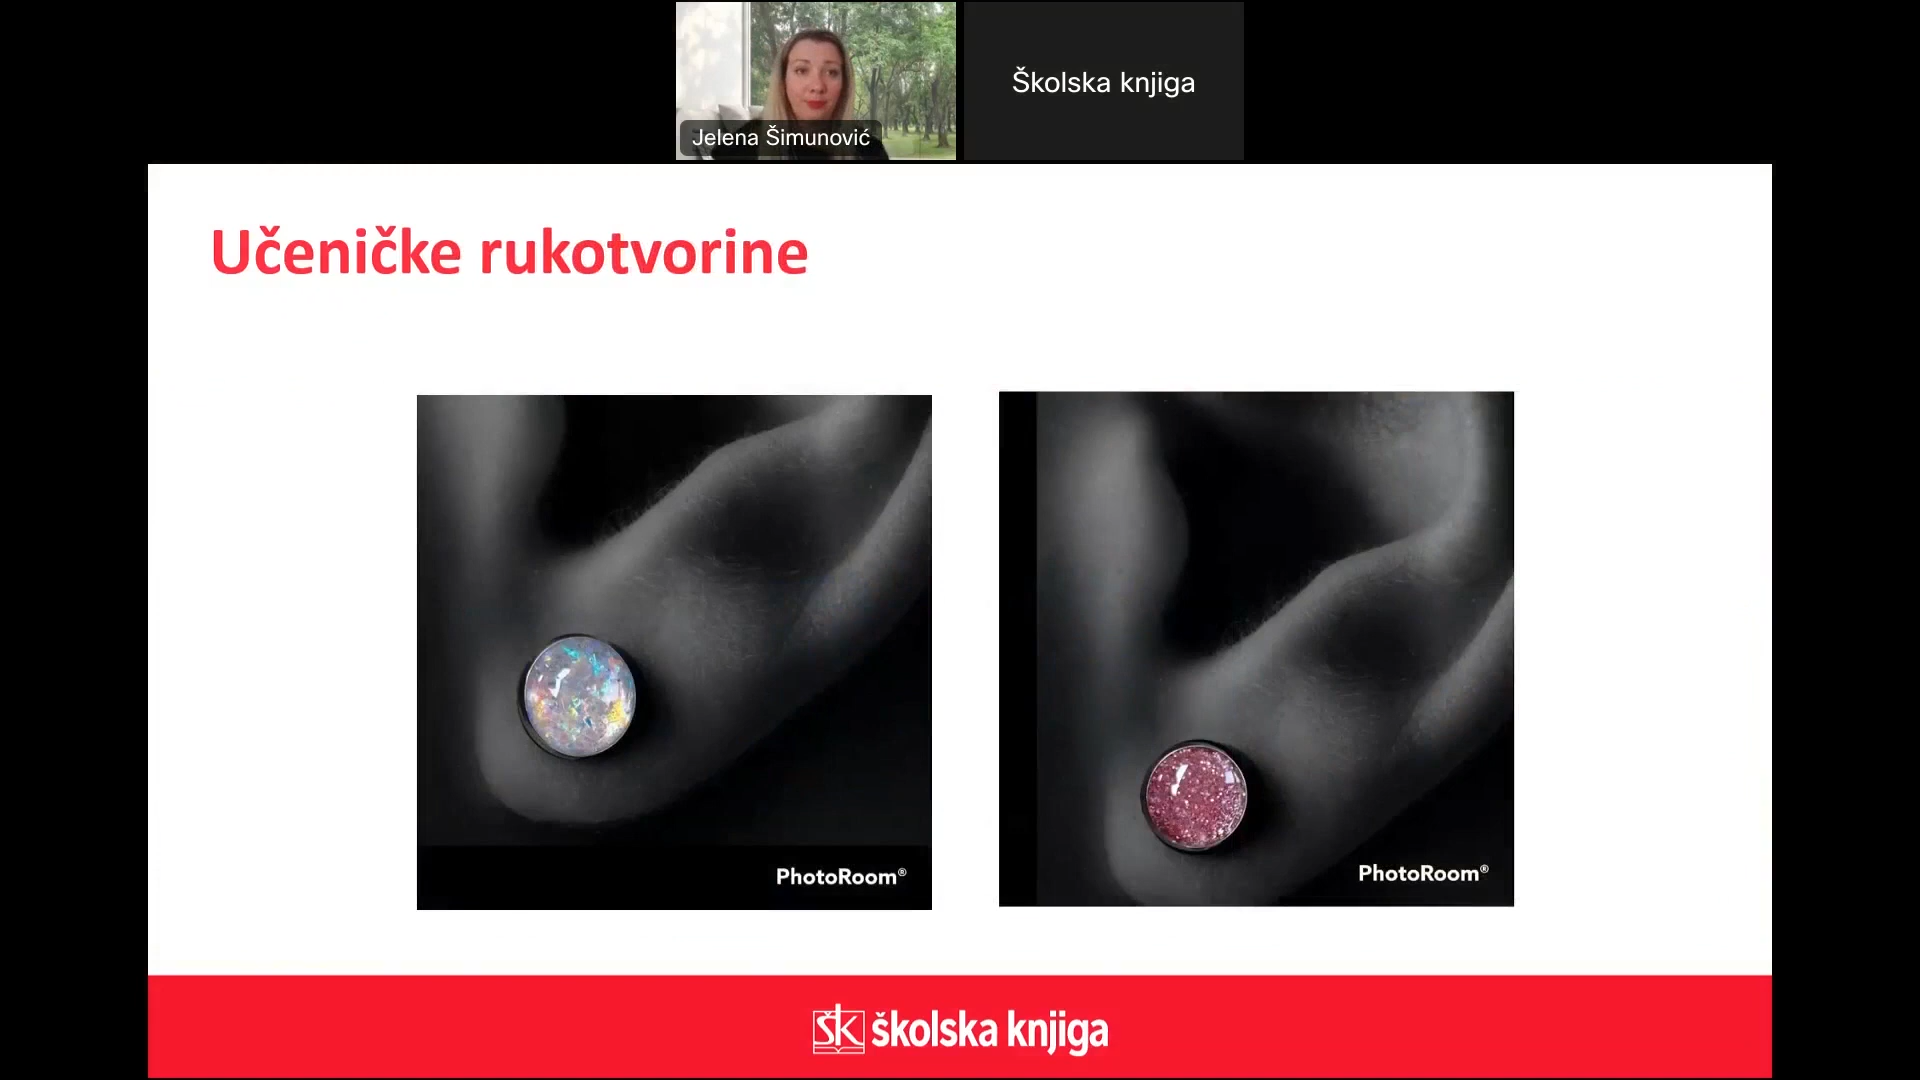 Jelena Šimunović
Školska knjiga
Učeničke rukotvorine
PhotoRoom®
PhotoRoom®
ŠK školska knjiga